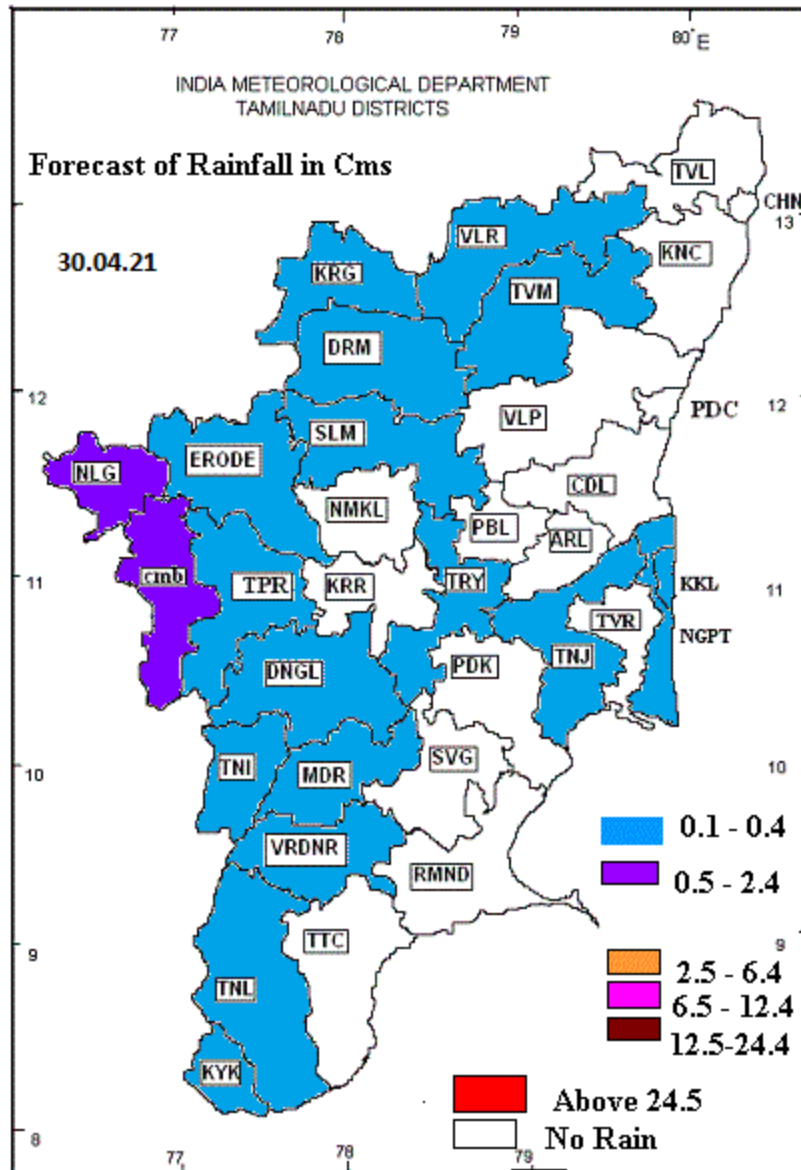 77 78 79 80° E
INDIA METEOROLOGICAL DEPARTMENT
TAMILNADU DISTRICTS
Forecast of Rainfall in Cms
TVL
CHN
13
VLR
KNC
30.04.21
KRG
TVM
DRM
12
12
VLP
PDC
SLM
ERODE
NLG
CDL
NMKL
PBL
ARL
11
cmb
TPR
KRR
TRY
KKL
11
TVR
NGPT
DNGL
PDK
TNJ
10
TNI
MDR
SVG
10
0.1 - 0.4
VRDNR
RMND
0.5 - 2.4
9
TTC
9
2.5 - 6.4
TNL
6.5 - 12.4
12.5-24.4
KYK
Above 24.5
8
No Rain
77 78 79